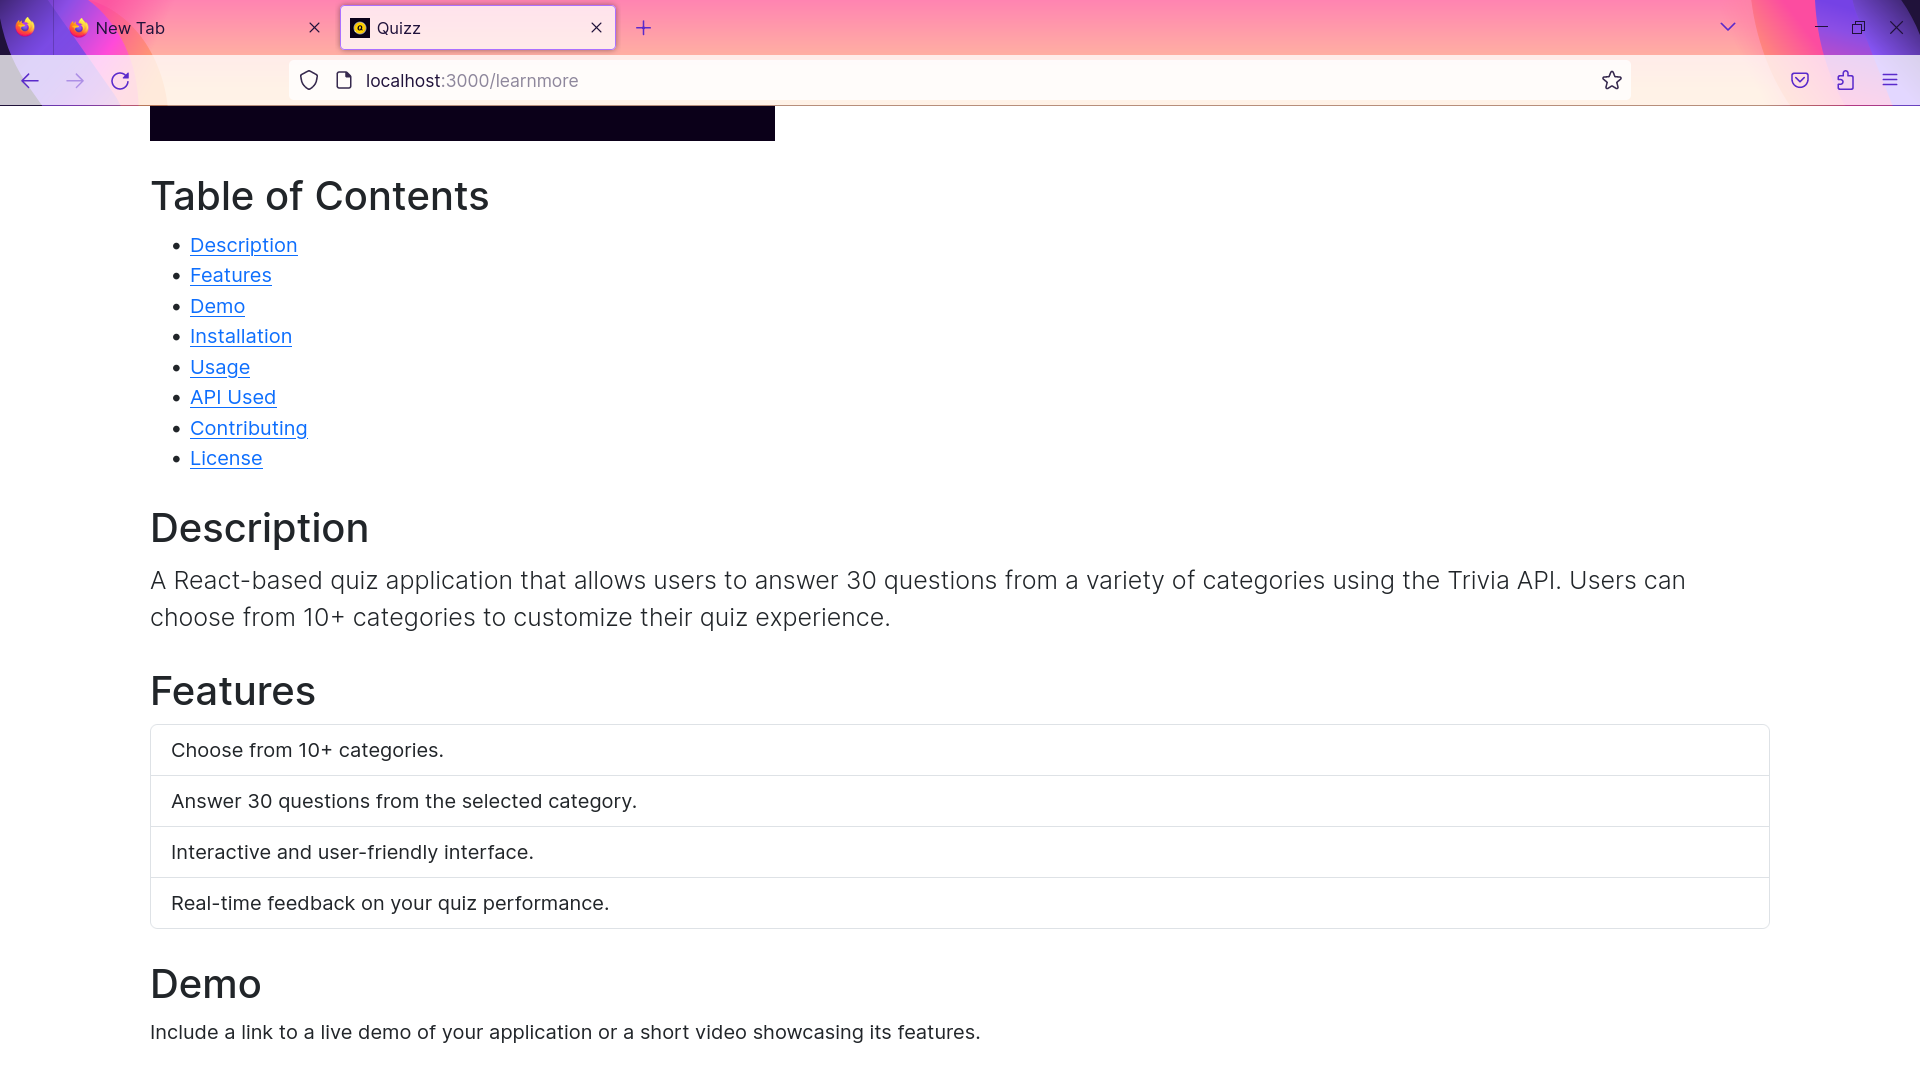 New Tab
Quizz
localhost:3000/learnmore
Table of Contents
Description
Features
Demo
Installation
Usage
API Used
Contributing
License
Description
A React-based quiz application that allows users to answer 30 questions from a variety of categories using the Trivia API. Users can
choose from 10+ categories to customize their quiz experience.
Features
Choose from 10+ categories.
Answer 30 questions from the selected category.
Interactive and user-friendly interface.
Real-time feedback on your quiz performance.
Demo
Include a link to a live demo of your application or a short video showcasing its features.